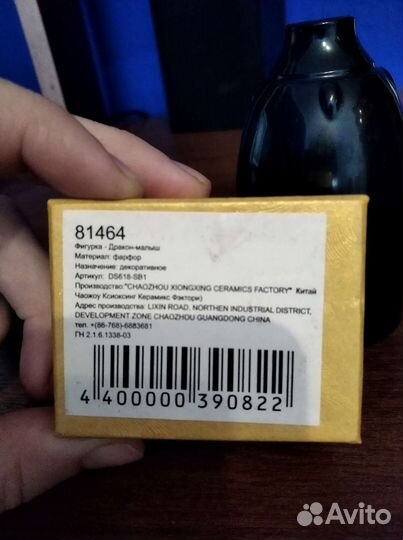 81464
Фигурка - Дракон-малыш
Материал: фарфор
Назначение: декоративное
Артикул: DS618-SB1
Производство:"CHAOZHOU XIONGXING CERAMICS FACTORY" Китай
Чаожоу Ксиоксинг Керамикс Фэктори)
Адрес производства: LIXIN ROAD, NORTHEN INDUSTRIAL DISTRICT,
DEVELOPMENT ZONE CHAOZHOU GUANGDONG CHINA
тел. +(86-768)-6883681
ГН 2.1.6.1338-03
4 400000 390822
Avito